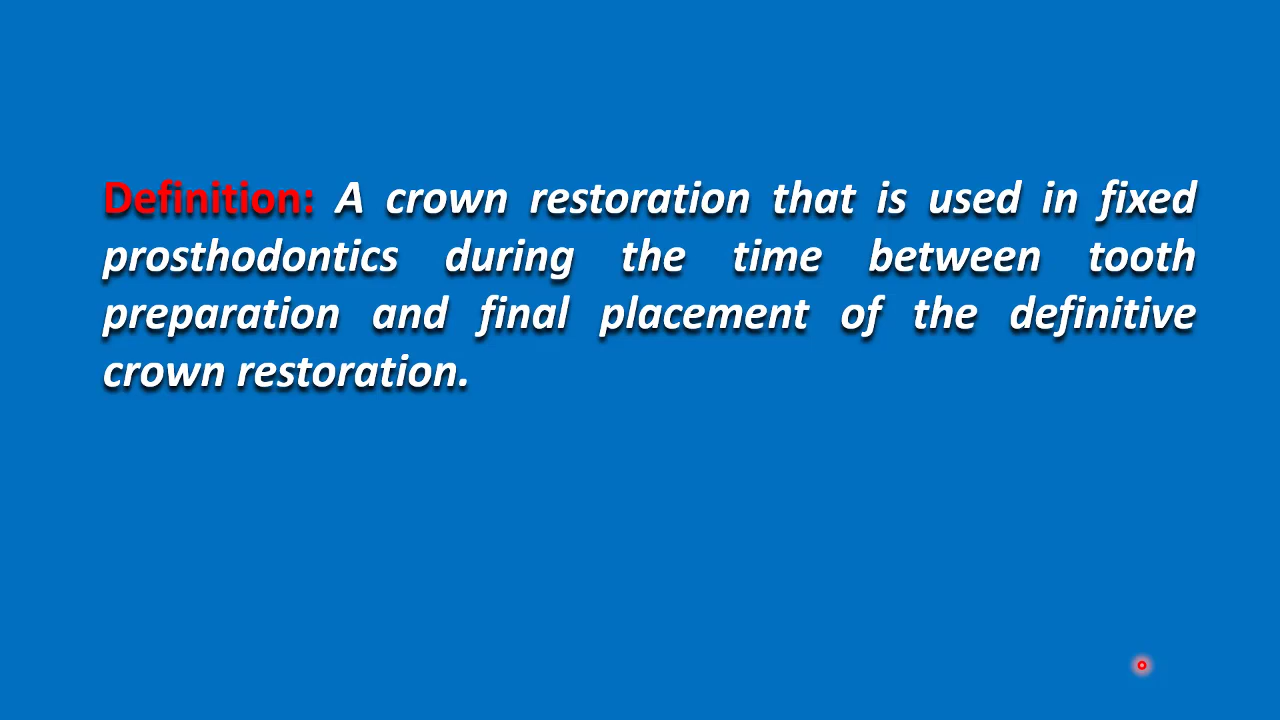 Definition: A crown restoration that is used in fixed
prosthodontics during the time between tooth
preparation and final placement of the definitive
crown restoration.